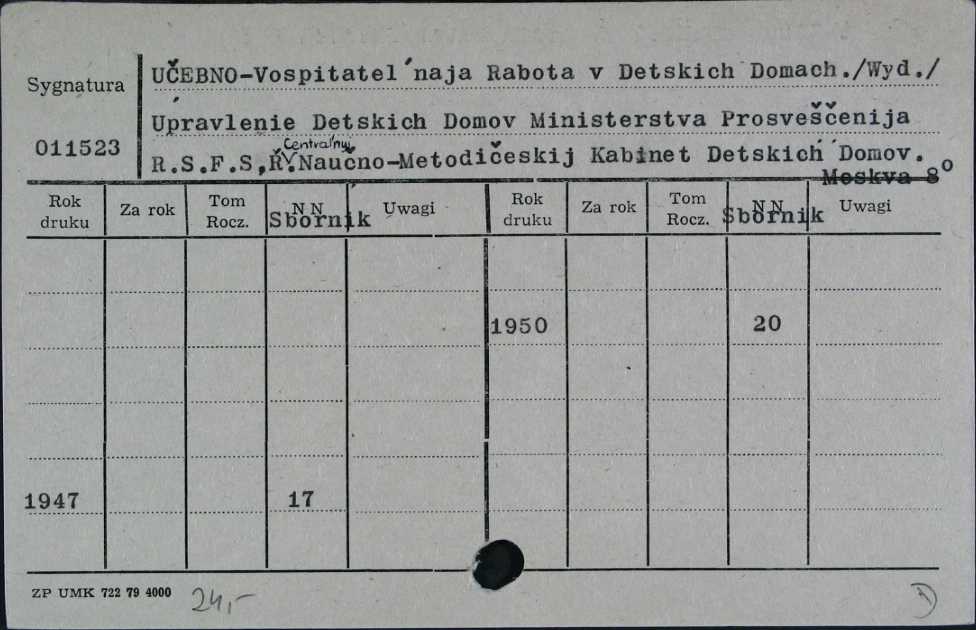 Sygnatura
011523
UČEBNO-Vospitatel'naja Rabota v Detskich Domach./Wyd./
Upravlenie Detskich Domov Ministerstva Prosveščenija
Centralnyj
R.S.F.S,R. Naučno-Metodičeskij Kabinet Detskich Domov.
Moskva 8°
Rok druku Za rok Tom Rocz. NN Uwagi Rok druku Za rok Tom Rocz. NN Uwagi
Sbornik Sbornik
1950 20
1947 17
ZP UMK 722 79 4000 24,-